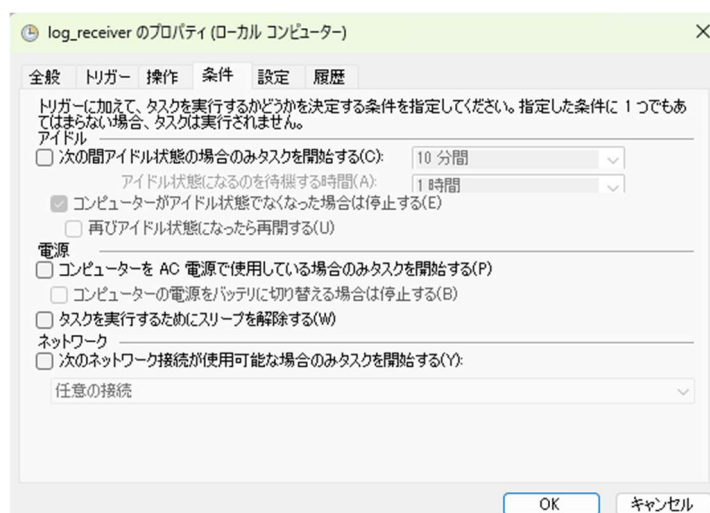 log_receiver のプロパティ (ローカル コンピューター)
全般 トリガー 操作 条件 設定 履歴
トリガーに加えて、タスクを実行するかどうかを決定する条件を指定してください。指定した条件に 1 つでもあ
てはまらない場合、タスクは実行されません。
アイドル
次の間アイドル状態の場合のみタスクを開始する(C): 10 分間
アイドル状態になるのを待機する時間(A): 1 時間
コンピューターがアイドル状態でなくなった場合は停止する(E)
再びアイドル状態になったら再開する(U)
電源
コンピューターを AC 電源で使用している場合のみタスクを開始する(P)
コンピューターの電源をバッテリに切り替える場合は停止する(B)
タスクを実行するためにスリープを解除する(W)
ネットワーク
次のネットワーク接続が使用可能な場合のみタスクを開始する(Y):
任意の接続
OK キャンセル